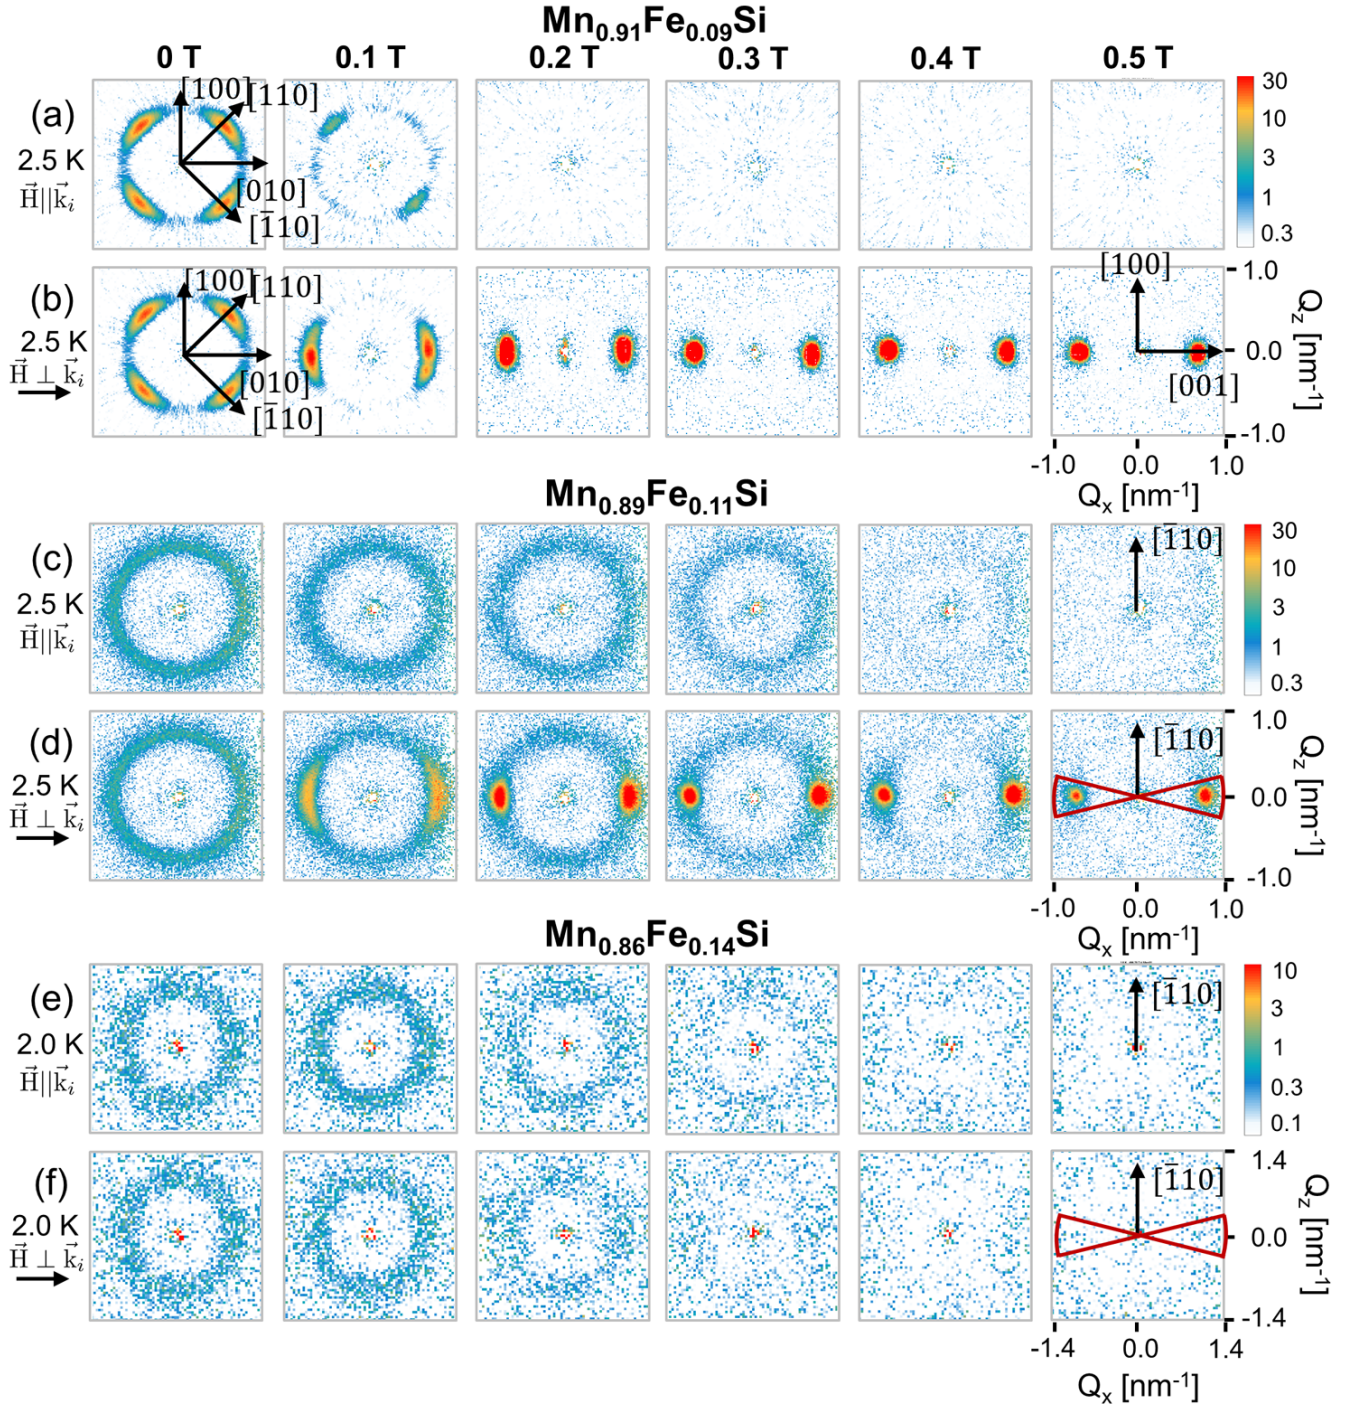 Mn0.91Fe0.09Si
0 T 0.1 T 0.2 T 0.3 T 0.4 T 0.5 T
(a)
2.5 K
H⃗||k⃗ᵢ
[100] [110]
[010]
[1̅10]
30
10
3
1
0.3
(b)
2.5 K
H⃗ ⊥ k⃗ᵢ
[100] [110]
[010]
[1̅10]
[100]
[001]
1.0
0.0
-1.0
Qz [nm-1]
-1.0 0.0 1.0
Qx [nm-1]
Mn0.89Fe0.11Si
(c)
2.5 K
H⃗||k⃗ᵢ
[1̅10]
30
10
3
1
0.3
(d)
2.5 K
H⃗ ⊥ k⃗ᵢ
[1̅10]
1.0
0.0
-1.0
Qz [nm-1]
-1.0 0.0 1.0
Qx [nm-1]
Mn0.86Fe0.14Si
(e)
2.0 K
H⃗||k⃗ᵢ
[1̅10]
10
3
1
0.3
0.1
(f)
2.0 K
H⃗ ⊥ k⃗ᵢ
[1̅10]
1.4
0.0
-1.4
Qz [nm-1]
-1.4 0.0 1.4
Qx [nm-1]